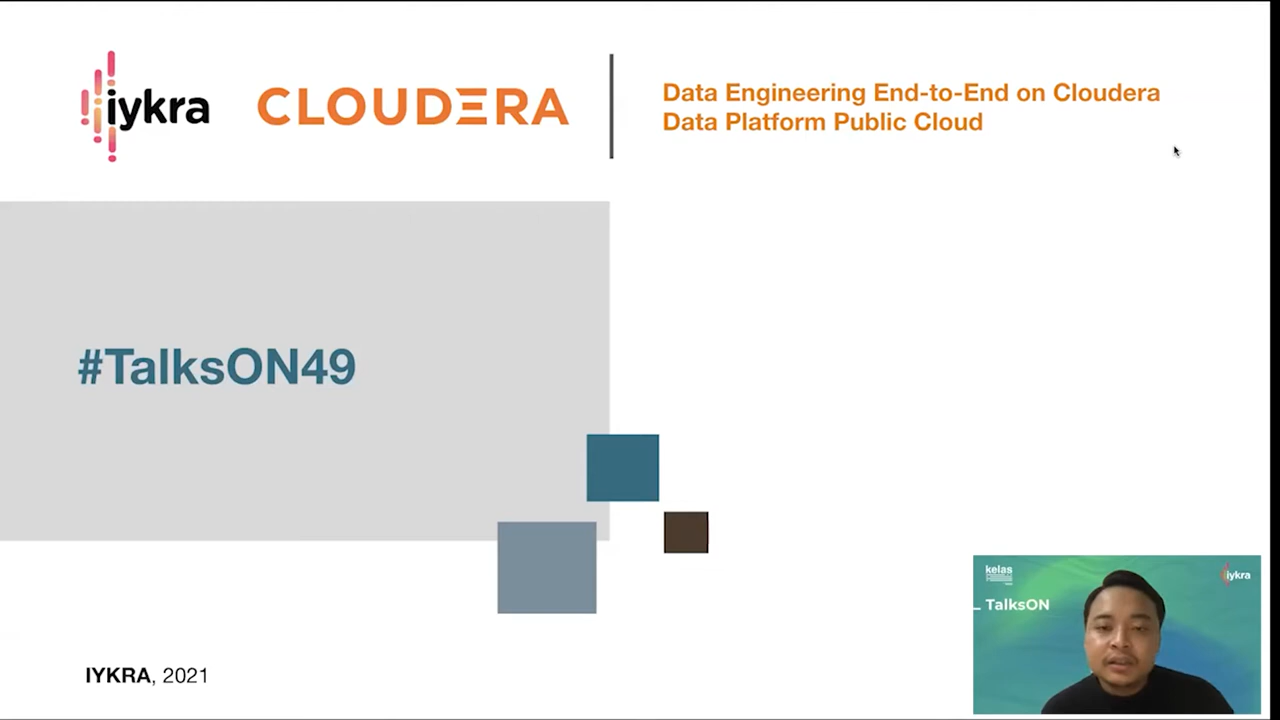 iykra
CLOUDERA
Data Engineering End-to-End on Cloudera
Data Platform Public Cloud
#TalksON49
IYKRA, 2021
kelas
iykra
TalksON